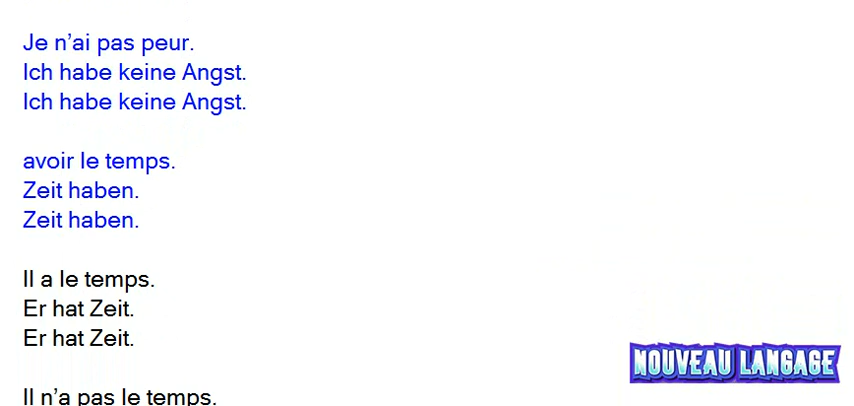 Je n’ai pas peur.
Ich habe keine Angst.
Ich habe keine Angst.
avoir le temps.
Zeit haben.
Zeit haben.
Il a le temps.
Er hat Zeit.
Er hat Zeit.
Il n’a pas le temps.
NOUVEAU LANGAGE